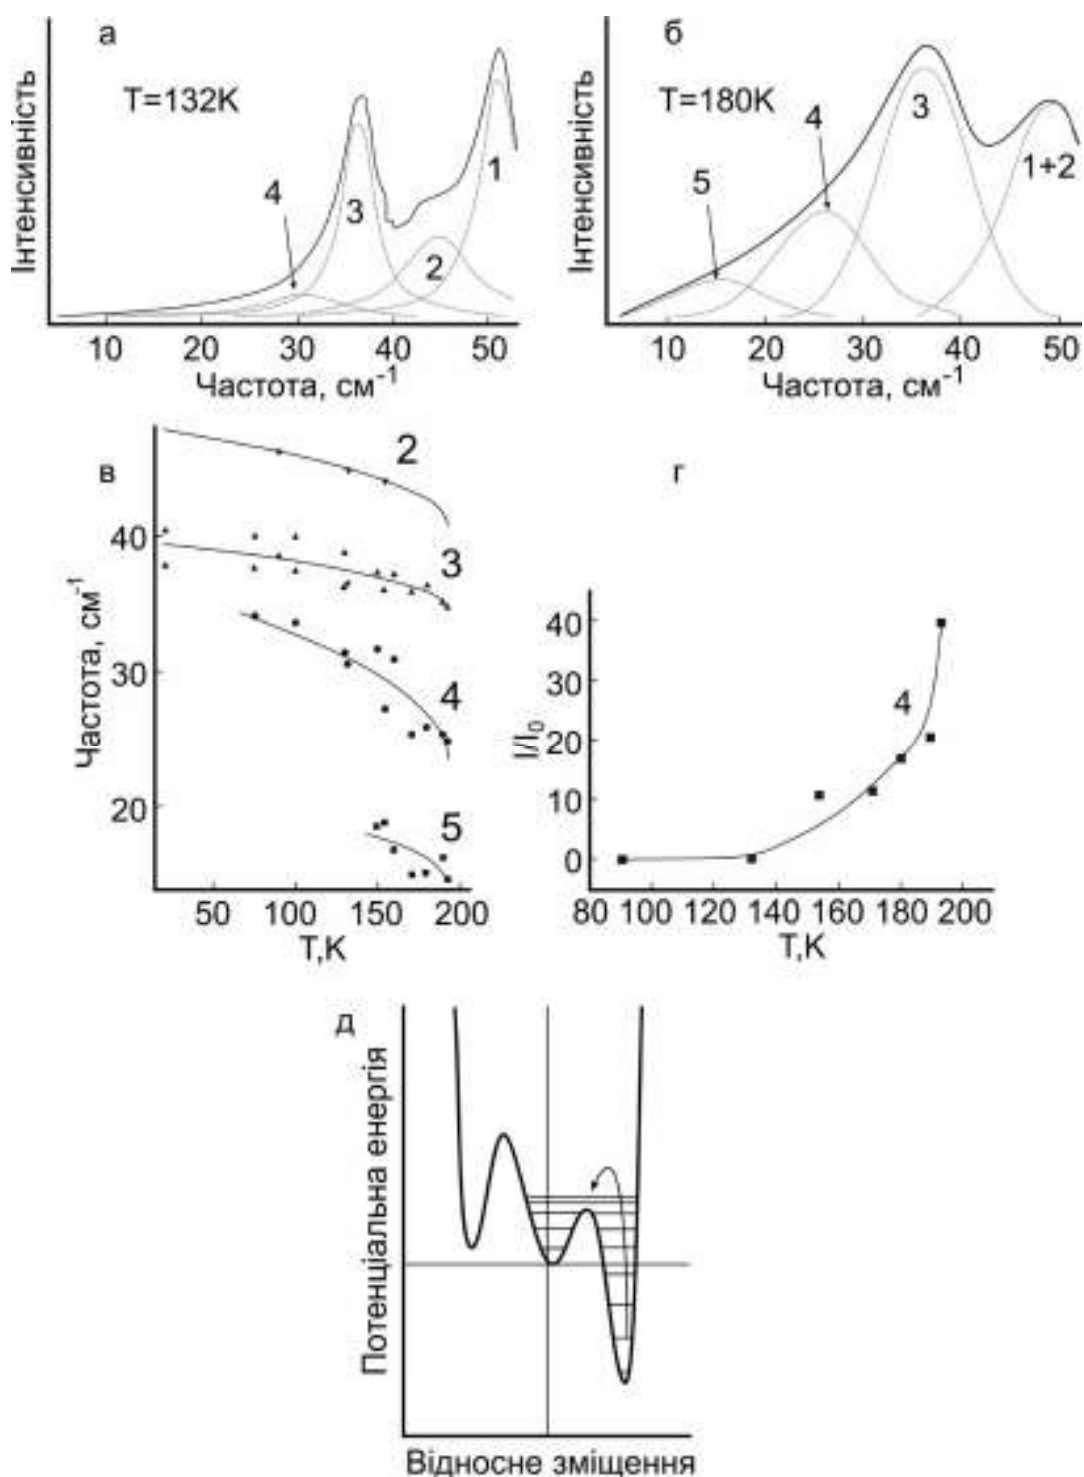 а
T=132K
Інтенсивність
4
3
2
1
10 20 30 40 50
Частота, см-1
б
T=180K
Інтенсивність
5
4
3
1+2
10 20 30 40 50
Частота, см-1
в
Частота, см-1
40
30
20
2
3
4
5
50 100 150 200
T,K
г
I/I0
40
30
20
10
0
4
80 100 120 140 160 180 200
T,K
д
Потенціальна енергія
Відносне зміщення